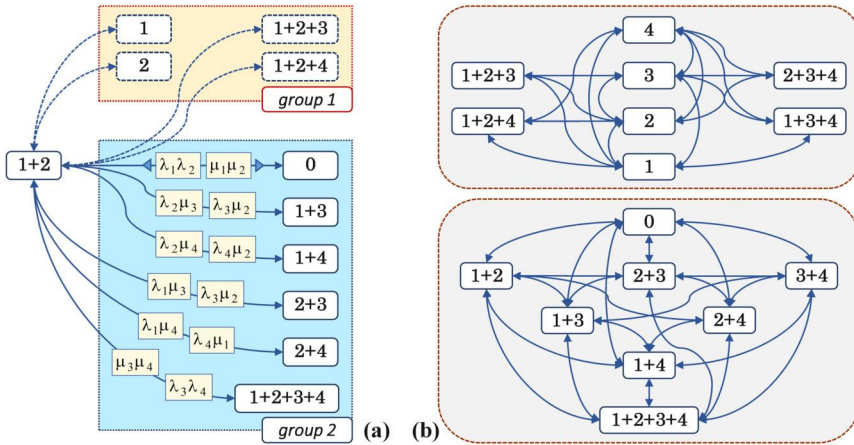 1
1+2+3
2
1+2+4
group 1
1+2
λ₁λ₂ μ₁μ₂ 0
λ₂μ₃ λ₃μ₂ 1+3
λ₂μ₄ λ₄μ₂ 1+4
λ₁μ₃ λ₃μ₂ 2+3
λ₁μ₄ λ₄μ₁ 2+4
μ₃μ₄ λ₃λ₄ 1+2+3+4
group 2
(a)
(b)
4
1+2+3 3 2+3+4
1+2+4 2 1+3+4
1
0
1+2 2+3 3+4
1+3 2+4
1+4
1+2+3+4